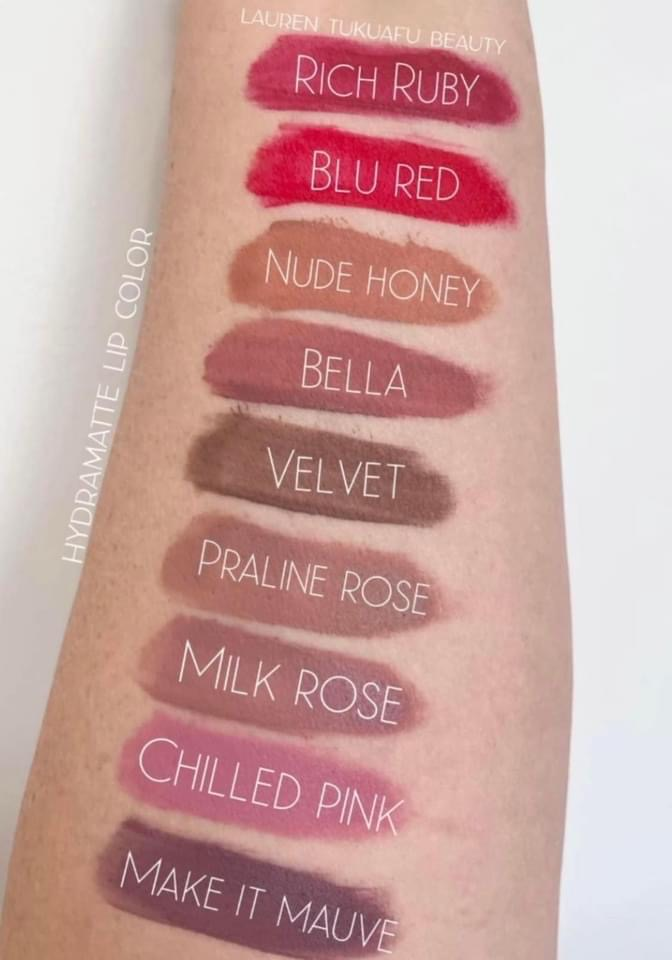 LAUREN TUKUAFU BEAUTY
RICH RUBY
BLU RED
NUDE HONEY
HYDRAMATTE LIP COLOR
BELLA
VELVET
PRALINE ROSE
MILK ROSE
CHILLED PINK
MAKE IT MAUVE